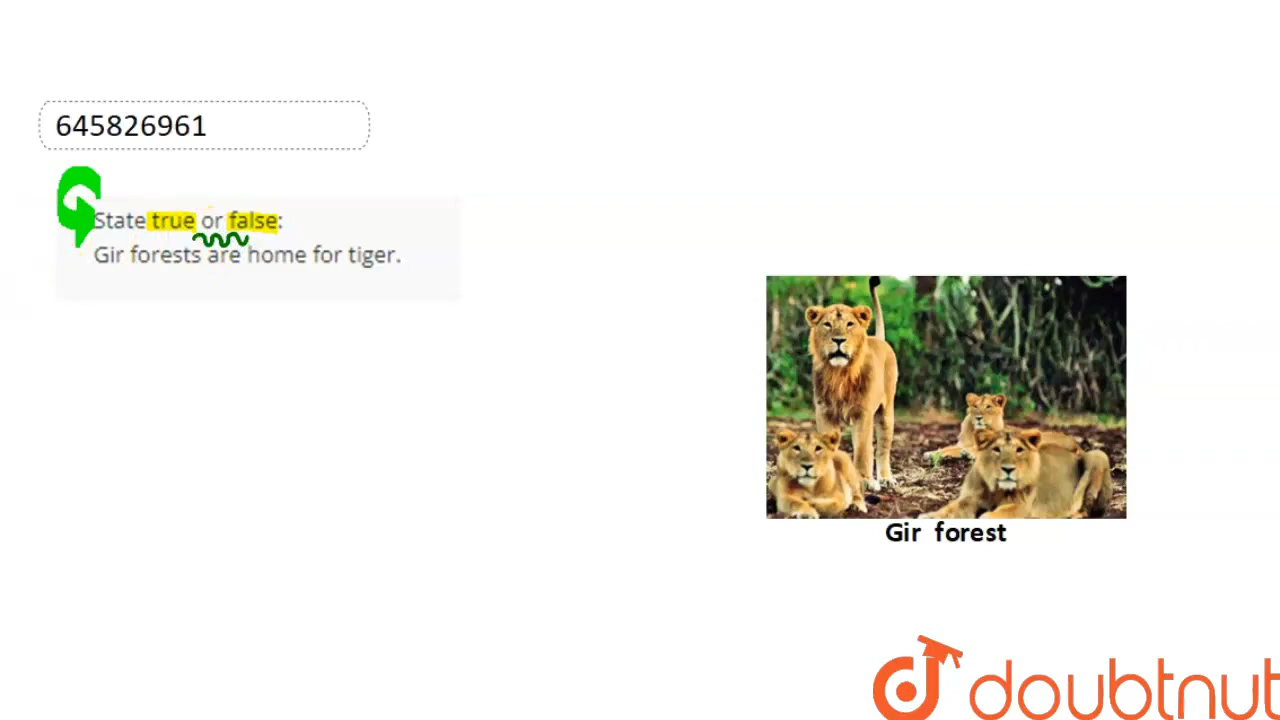 645826961
State true or false:
Gir forests are home for tiger.
Gir forest
doubtnut